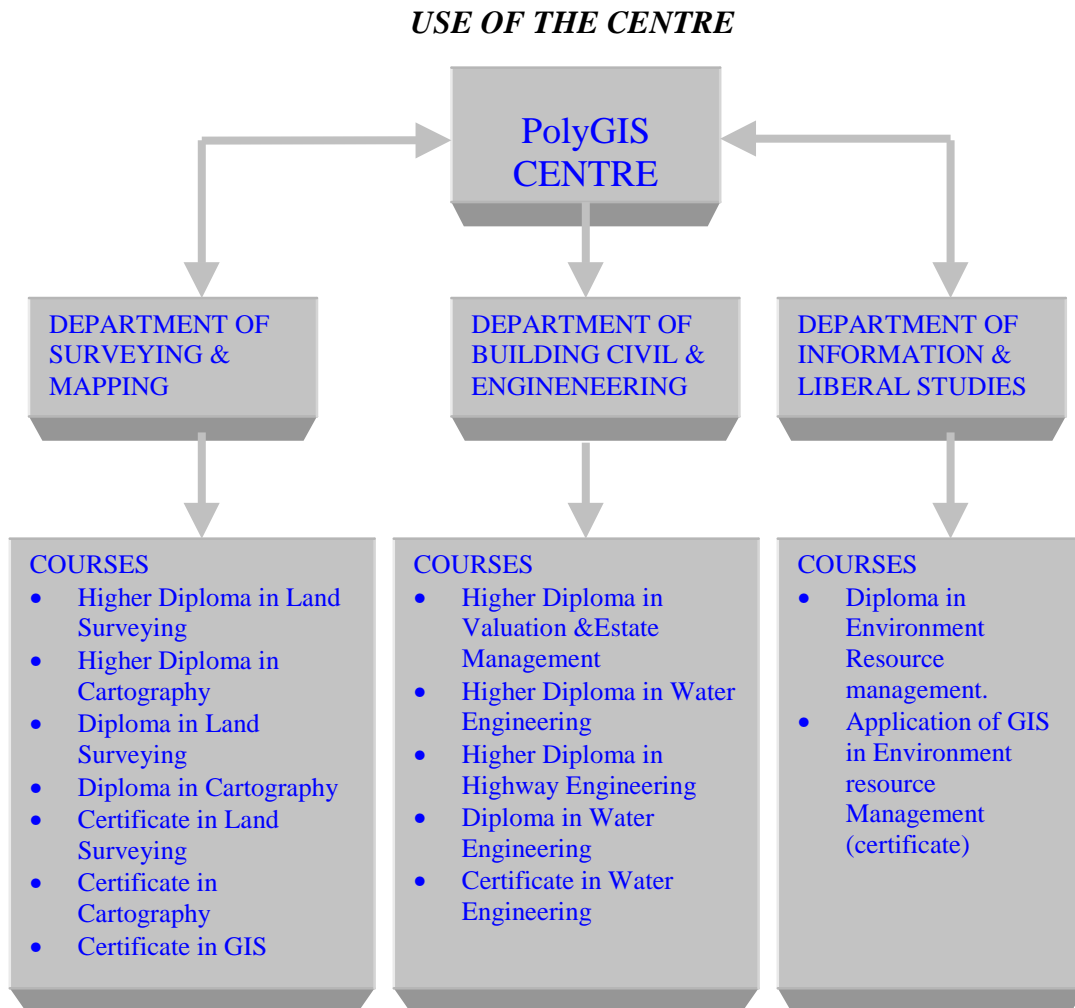 USE OF THE CENTRE
PolyGIS
CENTRE
DEPARTMENT OF
SURVEYING &
MAPPING
DEPARTMENT OF
BUILDING CIVIL &
ENGINENEERING
DEPARTMENT OF
INFORMATION &
LIBERAL STUDIES
COURSES
• Higher Diploma in Land
Surveying
• Higher Diploma in
Cartography
• Diploma in Land
Surveying
• Diploma in Cartography
• Certificate in Land
Surveying
• Certificate in
Cartography
• Certificate in GIS
COURSES
• Higher Diploma in
Valuation &Estate
Management
• Higher Diploma in Water
Engineering
• Higher Diploma in
Highway Engineering
• Diploma in Water
Engineering
• Certificate in Water
Engineering
COURSES
• Diploma in
Environment
Resource
management.
• Application of GIS
in Environment
resource
Management
(certificate)